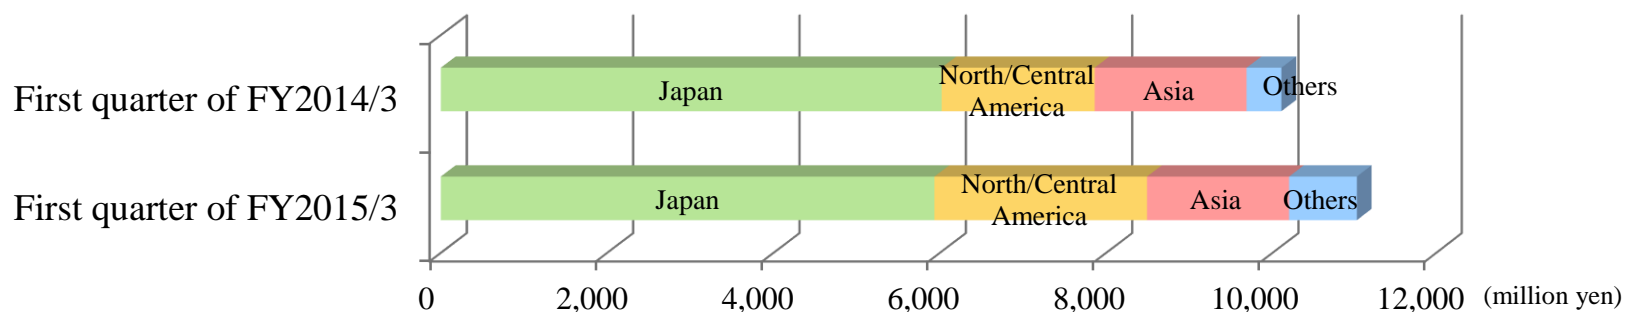 First quarter of FY2014/3
Japan
North/Central
America
Asia
Others
First quarter of FY2015/3
Japan
North/Central
America
Asia
Others
0 2,000 4,000 6,000 8,000 10,000 12,000 (million yen)